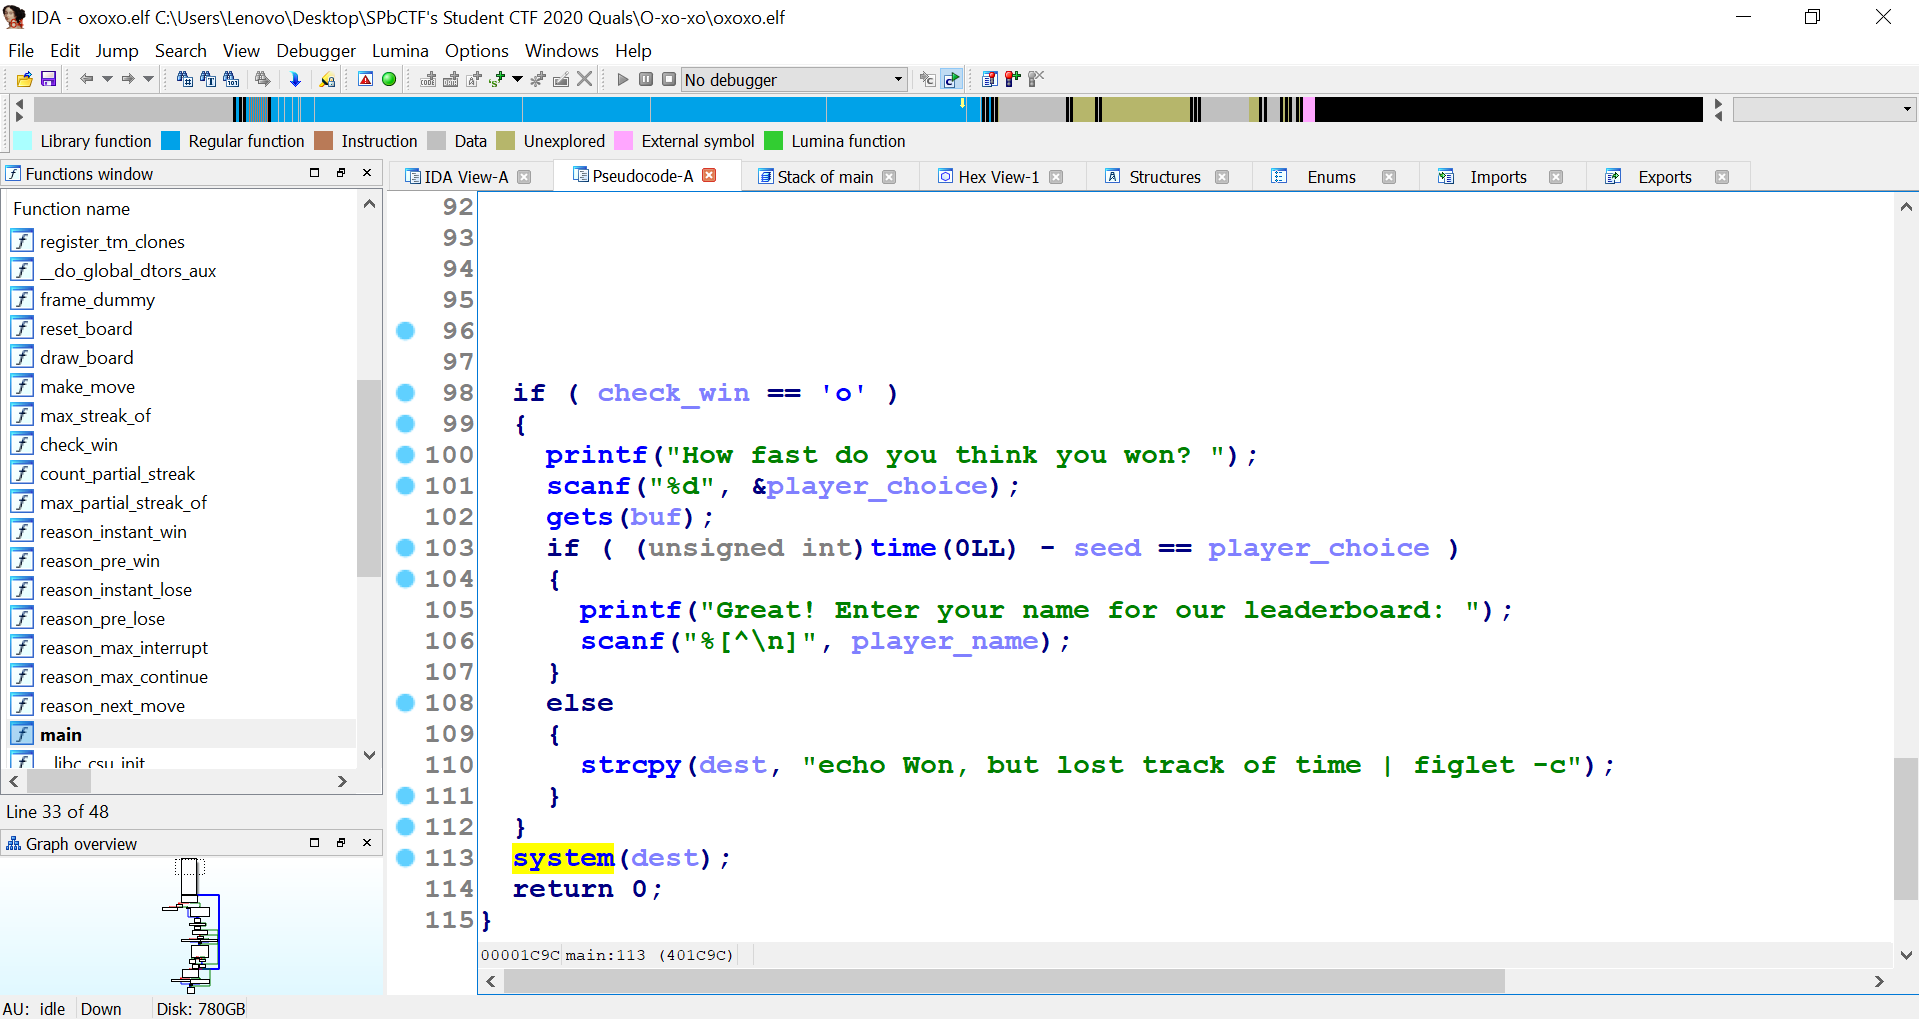 IDA - oxoxo.elf C:\Users\Lenovo\Desktop\SPbCTF's Student CTF 2020 Quals\O-xo-xo\oxoxo.elf
File Edit Jump Search View Debugger Lumina Options Windows Help
No debugger
Library function Regular function Instruction Data Unexplored External symbol Lumina function
Functions window
IDA View-A Pseudocode-A Stack of main Hex View-1 Structures Enums Imports Exports
Function name
register_tm_clones
__do_global_dtors_aux
frame_dummy
reset_board
draw_board
make_move
max_streak_of
check_win
count_partial_streak
max_partial_streak_of
reason_instant_win
reason_pre_win
reason_instant_lose
reason_pre_lose
reason_max_interrupt
reason_max_continue
reason_next_move
main
__libc_csu_init
Line 33 of 48
Graph overview
92
93
94
95
96
97
98 if ( check_win == 'o' )
99 {
100 printf("How fast do you think you won? ");
101 scanf("%d", &player_choice);
102 gets(buf);
103 if ( (unsigned int)time(0LL) - seed == player_choice )
104 {
105 printf("Great! Enter your name for our leaderboard: ");
106 scanf("%[^\n]", player_name);
107 }
108 else
109 {
110 strcpy(dest, "echo Won, but lost track of time | figlet -c");
111 }
112 }
113 system(dest);
114 return 0;
115 }
00001C9C main:113 (401C9C)
AU: idle Down Disk: 780GB